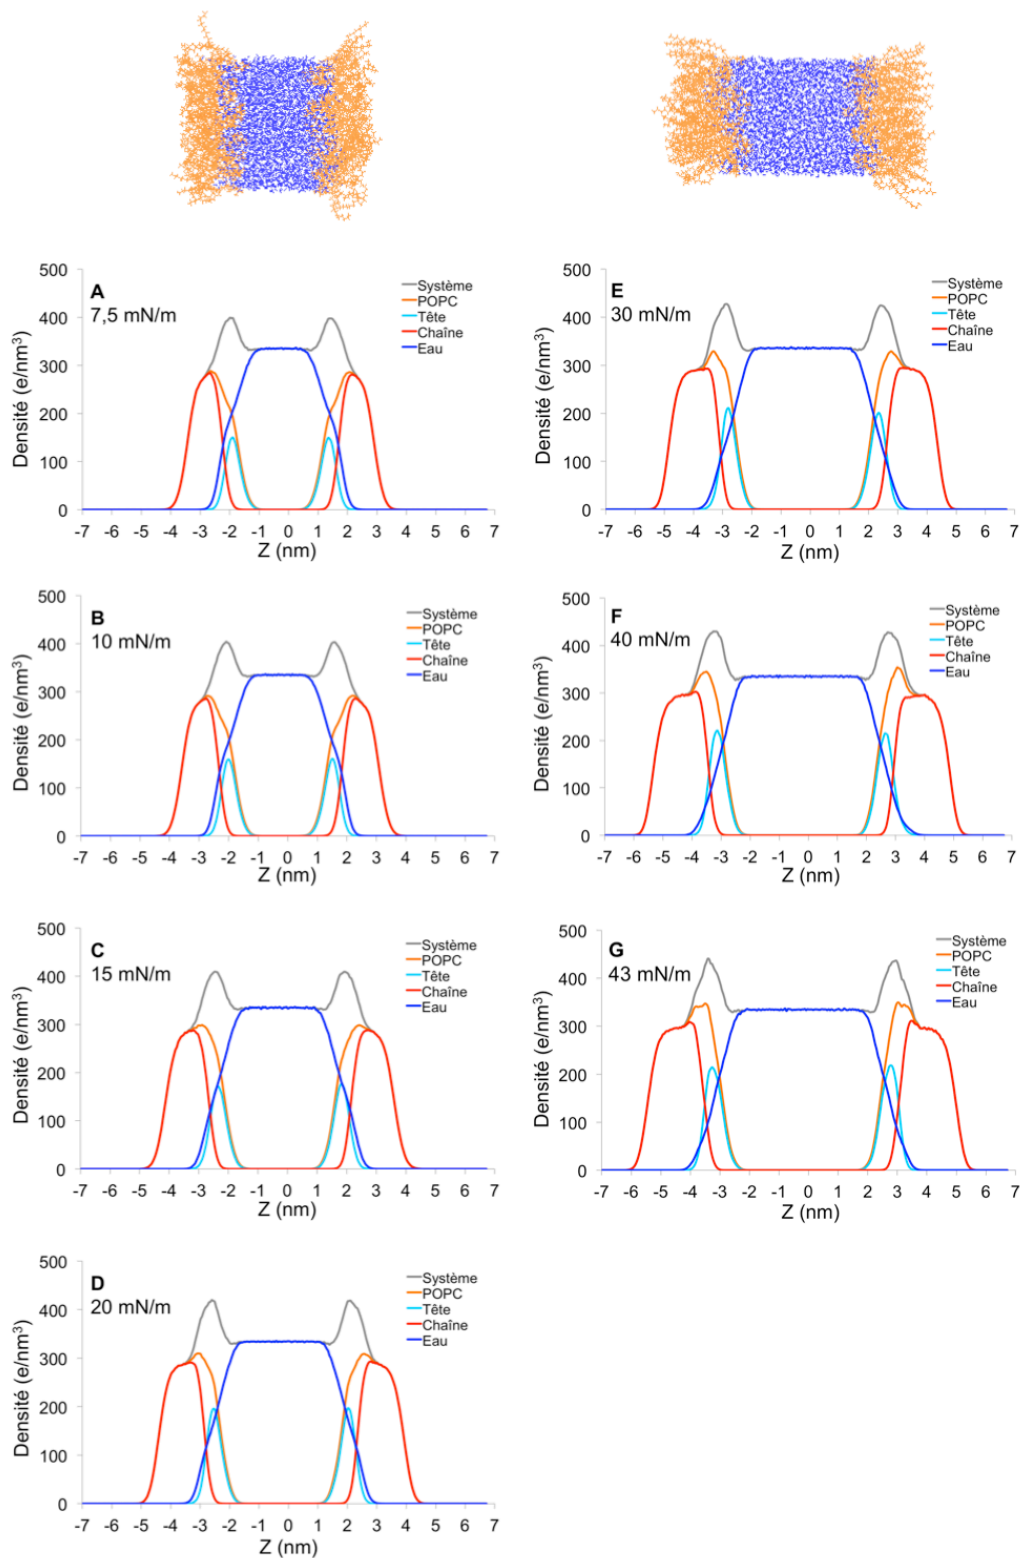 A
7,5 mN/m
Système
POPC
Tête
Chaîne
Eau
Densité (e/nm³)
500
400
300
200
100
0
-7 -6 -5 -4 -3 -2 -1 0 1 2 3 4 5 6 7
Z (nm)
E
30 mN/m
Système
POPC
Tête
Chaîne
Eau
Densité (e/nm³)
500
400
300
200
100
0
-7 -6 -5 -4 -3 -2 -1 0 1 2 3 4 5 6 7
Z (nm)
B
10 mN/m
Système
POPC
Tête
Chaîne
Eau
Densité (e/nm³)
500
400
300
200
100
0
-7 -6 -5 -4 -3 -2 -1 0 1 2 3 4 5 6 7
Z (nm)
F
40 mN/m
Système
POPC
Tête
Chaîne
Eau
Densité (e/nm³)
500
400
300
200
100
0
-7 -6 -5 -4 -3 -2 -1 0 1 2 3 4 5 6 7
Z (nm)
C
15 mN/m
Système
POPC
Tête
Chaîne
Eau
Densité (e/nm³)
500
400
300
200
100
0
-7 -6 -5 -4 -3 -2 -1 0 1 2 3 4 5 6 7
Z (nm)
G
43 mN/m
Système
POPC
Tête
Chaîne
Eau
Densité (e/nm³)
500
400
300
200
100
0
-7 -6 -5 -4 -3 -2 -1 0 1 2 3 4 5 6 7
Z (nm)
D
20 mN/m
Système
POPC
Tête
Chaîne
Eau
Densité (e/nm³)
500
400
300
200
100
0
-7 -6 -5 -4 -3 -2 -1 0 1 2 3 4 5 6 7
Z (nm)